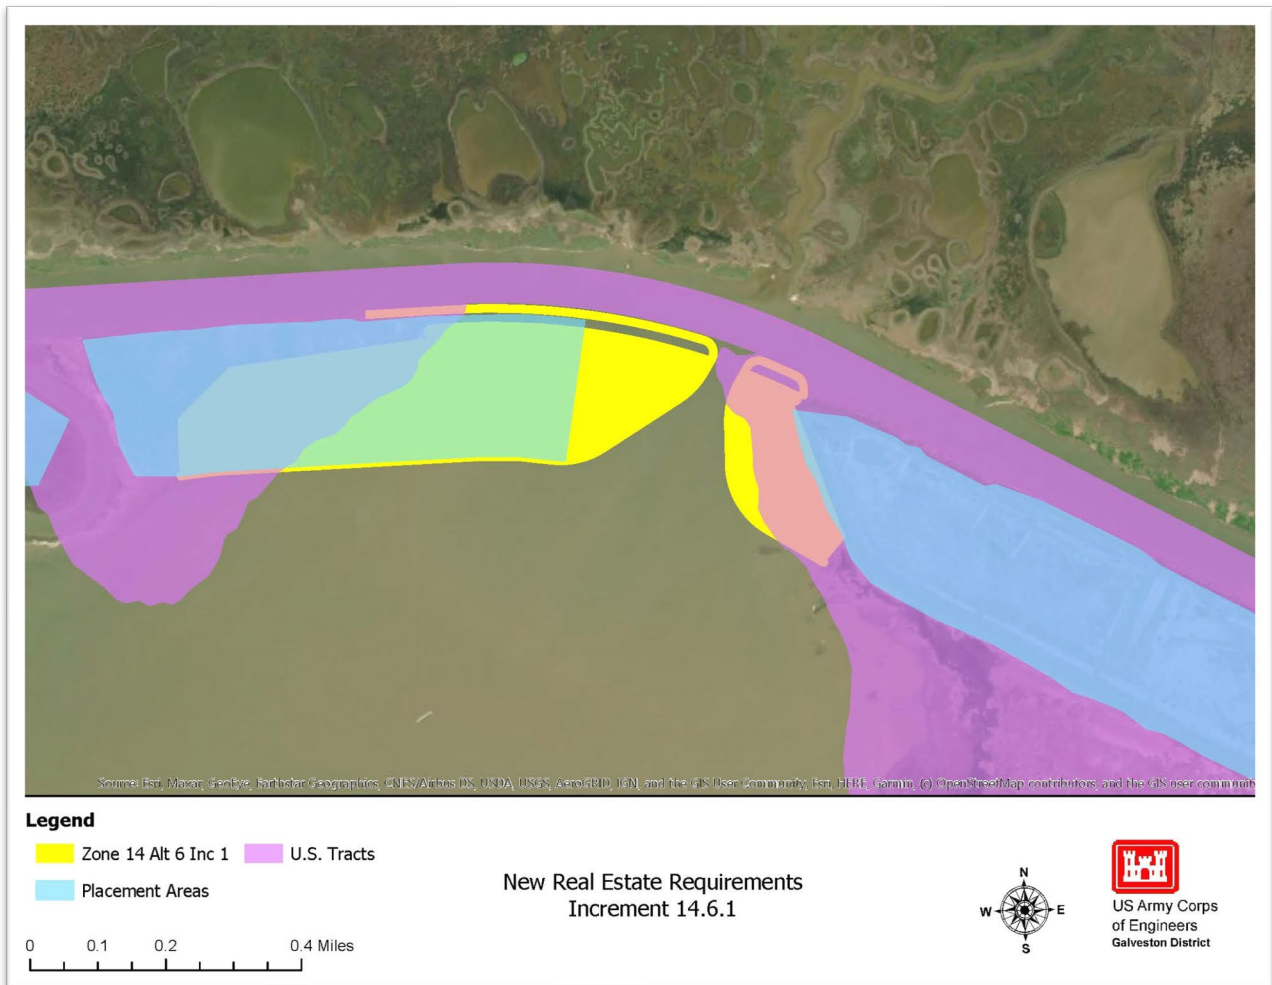 Source: Esri, Maxar, GeoEye, Earthstar Geographics, CNES/Airbus DS, USDA, USGS, AeroGRID, IGN, and the GIS User Community, Esri, HERE, Garmin, (c) OpenStreetMap contributors, and the GIS user communit
Legend
Zone 14 Alt 6 Inc 1
U.S. Tracts
Placement Areas
0 0.1 0.2 0.4 Miles
New Real Estate Requirements
Increment 14.6.1
N
W E
S
US Army Corps
of Engineers
Galveston District